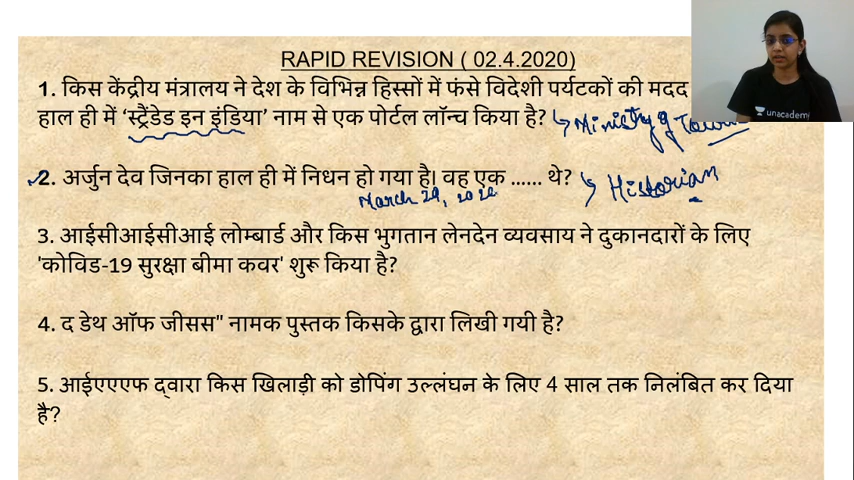 RAPID REVISION ( 02.4.2020)
1. किस केंद्रीय मंत्रालय ने देश के विभिन्न हिस्सों में फंसे विदेशी पर्यटकों की मदद
हाल ही में ‘स्ट्रैंडेड इन इंडिया’ नाम से एक पोर्टल लॉन्च किया है? Ministry of
unacademy
2. अर्जुन देव जिनका हाल ही में निधन हो गया है। वह एक ...... थे? Historian
March 29, 2020
3. आईसीआईसीआई लोम्बार्ड और किस भुगतान लेनदेन व्यवसाय ने दुकानदारों के लिए
'कोविड-19 सुरक्षा बीमा कवर' शुरू किया है?
4. द डेथ ऑफ जीसस" नामक पुस्तक किसके द्वारा लिखी गयी है?
5. आईएएएफ द्वारा किस खिलाड़ी को डोपिंग उल्लंघन के लिए 4 साल तक निलंबित कर दिया
है?